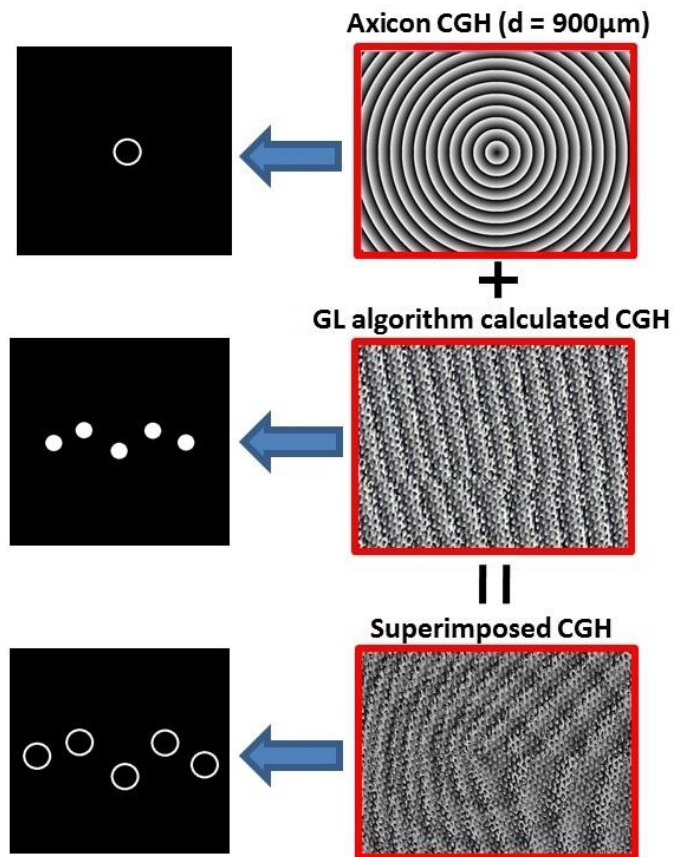 Axicon CGH (d = 900μm)
+
GL algorithm calculated CGH
=
Superimposed CGH